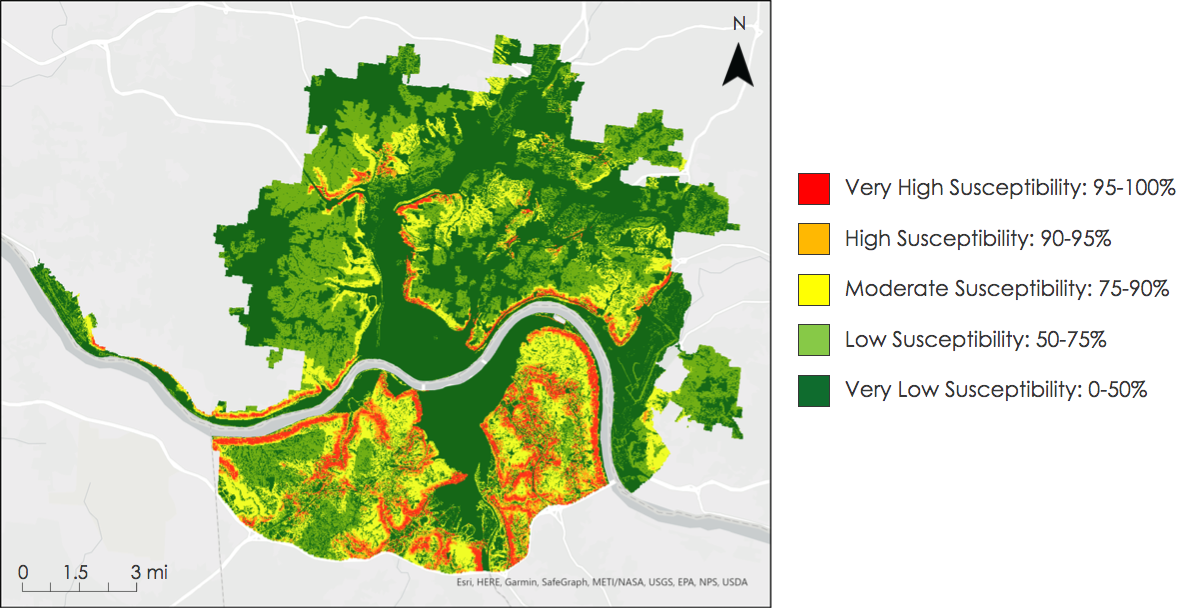 N
Very High Susceptibility: 95-100%
High Susceptibility: 90-95%
Moderate Susceptibility: 75-90%
Low Susceptibility: 50-75%
Very Low Susceptibility: 0-50%
0 1.5 3 mi
Esri, HERE, Garmin, SafeGraph, METI/NASA, USGS, EPA, NPS, USDA